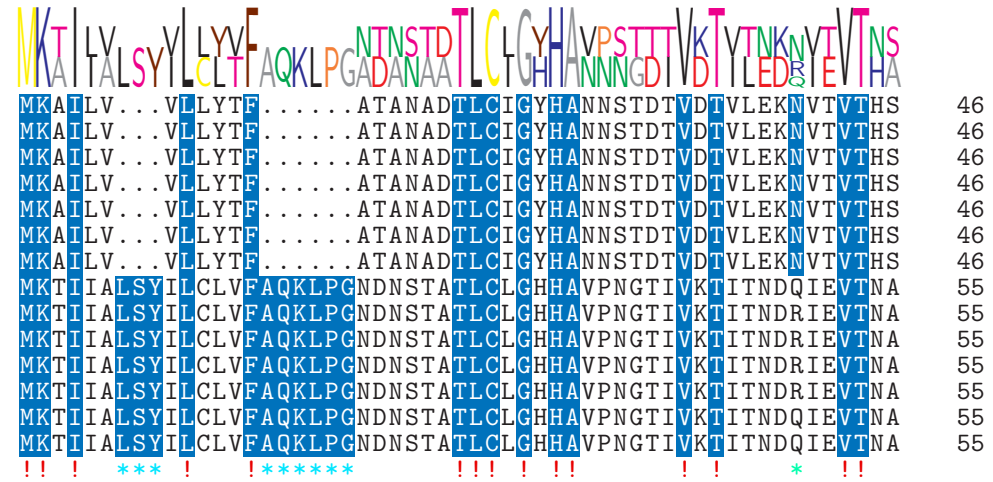 MKTILVLSYVLLYVFAQKLPGNTNSTDTLCIGYHAVPSTTTVKTVTNKNVTVTNS
MKAILV...VLLYTF......ATANADTLCIGYHANNSTDTVDTVLEKNVTVTHS 46
MKAILV...VLLYTF......ATANADTLCIGYHANNSTDTVDTVLEKNVTVTHS 46
MKAILV...VLLYTF......ATANADTLCIGYHANNSTDTVDTVLEKNVTVTHS 46
MKAILV...VLLYTF......ATANADTLCIGYHANNSTDTVDTVLEKNVTVTHS 46
MKAILV...VLLYTF......ATANADTLCIGYHANNSTDTVDTVLEKNVTVTHS 46
MKAILV...VLLYTF......ATANADTLCIGYHANNSTDTVDTVLEKNVTVTHS 46
MKAILV...VLLYTF......ATANADTLCIGYHANNSTDTVDTVLEKNVTVTHS 46
MKTIIALSYILCLVFAQKLPGNDNSTATLCLGHHAVPNGTIVKTITNDQIEVTNA 55
MKTIIALSYILCLVFAQKLPGNDNSTATLCLGHHAVPNGTIVKTITNDRIEVTNA 55
MKTIIALSYILCLVFAQKLPGNDNSTATLCLGHHAVPNGTIVKTITNDRIEVTNA 55
MKTIIALSYILCLVFAQKLPGNDNSTATLCLGHHAVPNGTIVKTITNDRIEVTNA 55
MKTIIALSYILCLVFAQKLPGNDNSTATLCLGHHAVPNGTIVKTITNDRIEVTNA 55
MKTIIALSYILCLVFAQKLPGNDNSTATLCLGHHAVPNGTIVKTITNDQIEVTNA 55
MKTIIALSYILCLVFAQKLPGNDNSTATLCLGHHAVPNGTIVKTITNDQIEVTNA 55
!! ! *** ! !****** !!! ! !! ! ! * !!